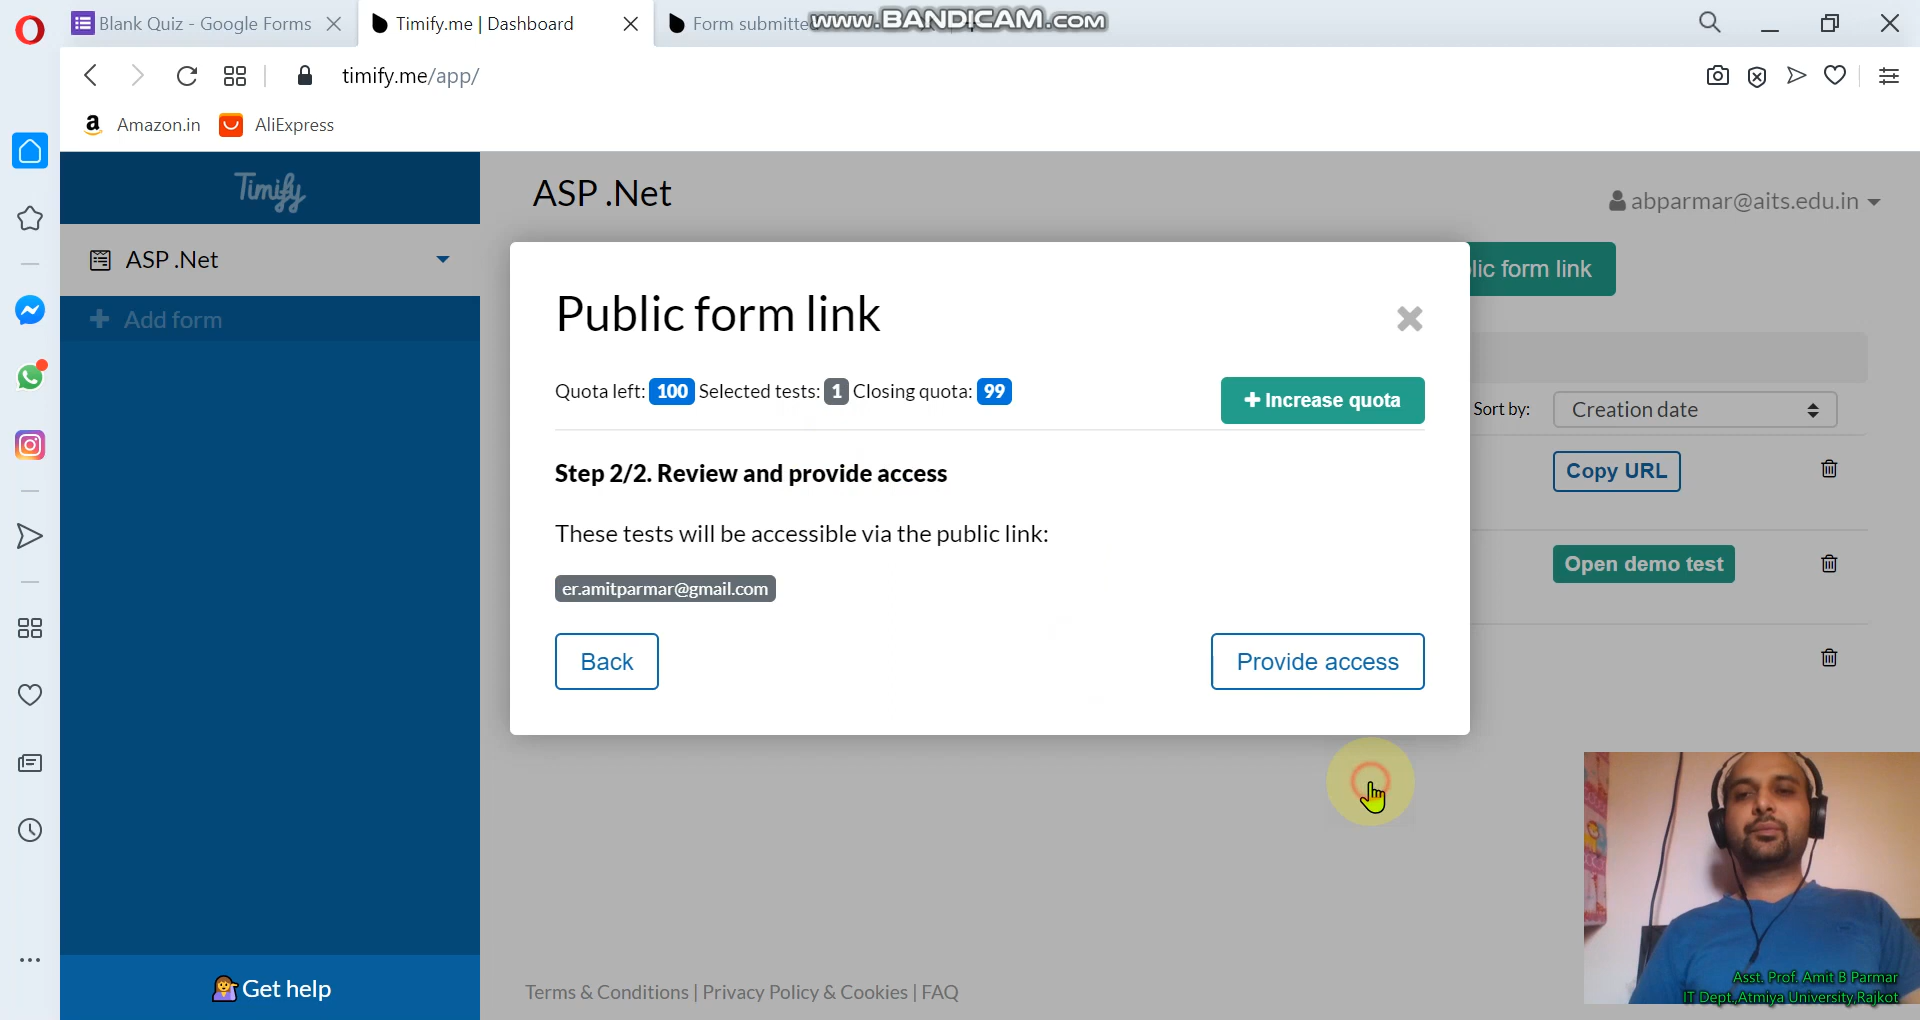 Blank Quiz - Google Forms
Timify.me | Dashboard
Form submitte
www.BANDICAM.com
timify.me/app/
Amazon.in
AliExpress
Timify
ASP .Net
abparmar@aits.edu.in
ASP .Net
lic form link
Add form
Public form link
Quota left: 100 Selected tests: 1 Closing quota: 99
+ Increase quota
Sort by:
Creation date
Step 2/2. Review and provide access
Copy URL
These tests will be accessible via the public link:
Open demo test
er.amitparmar@gmail.com
Back
Provide access
Get help
Terms & Conditions | Privacy Policy & Cookies | FAQ
Asst. Prof. Amit B Parmar
IT Dept.,Atmiya University,Rajkot